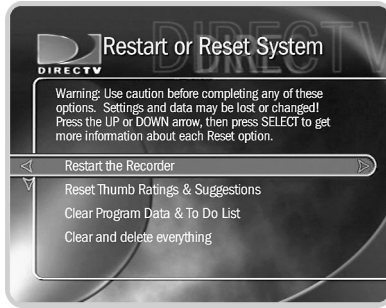 Restart or Reset System
DIRECTV
Warning: Use caution before completing any of these
options. Settings and data may be lost or changed!
Press the UP or DOWN arrow, then press SELECT to get
more information about each Reset option.
Restart the Recorder
Reset Thumb Ratings & Suggestions
Clear Program Data & To Do List
Clear and delete everything